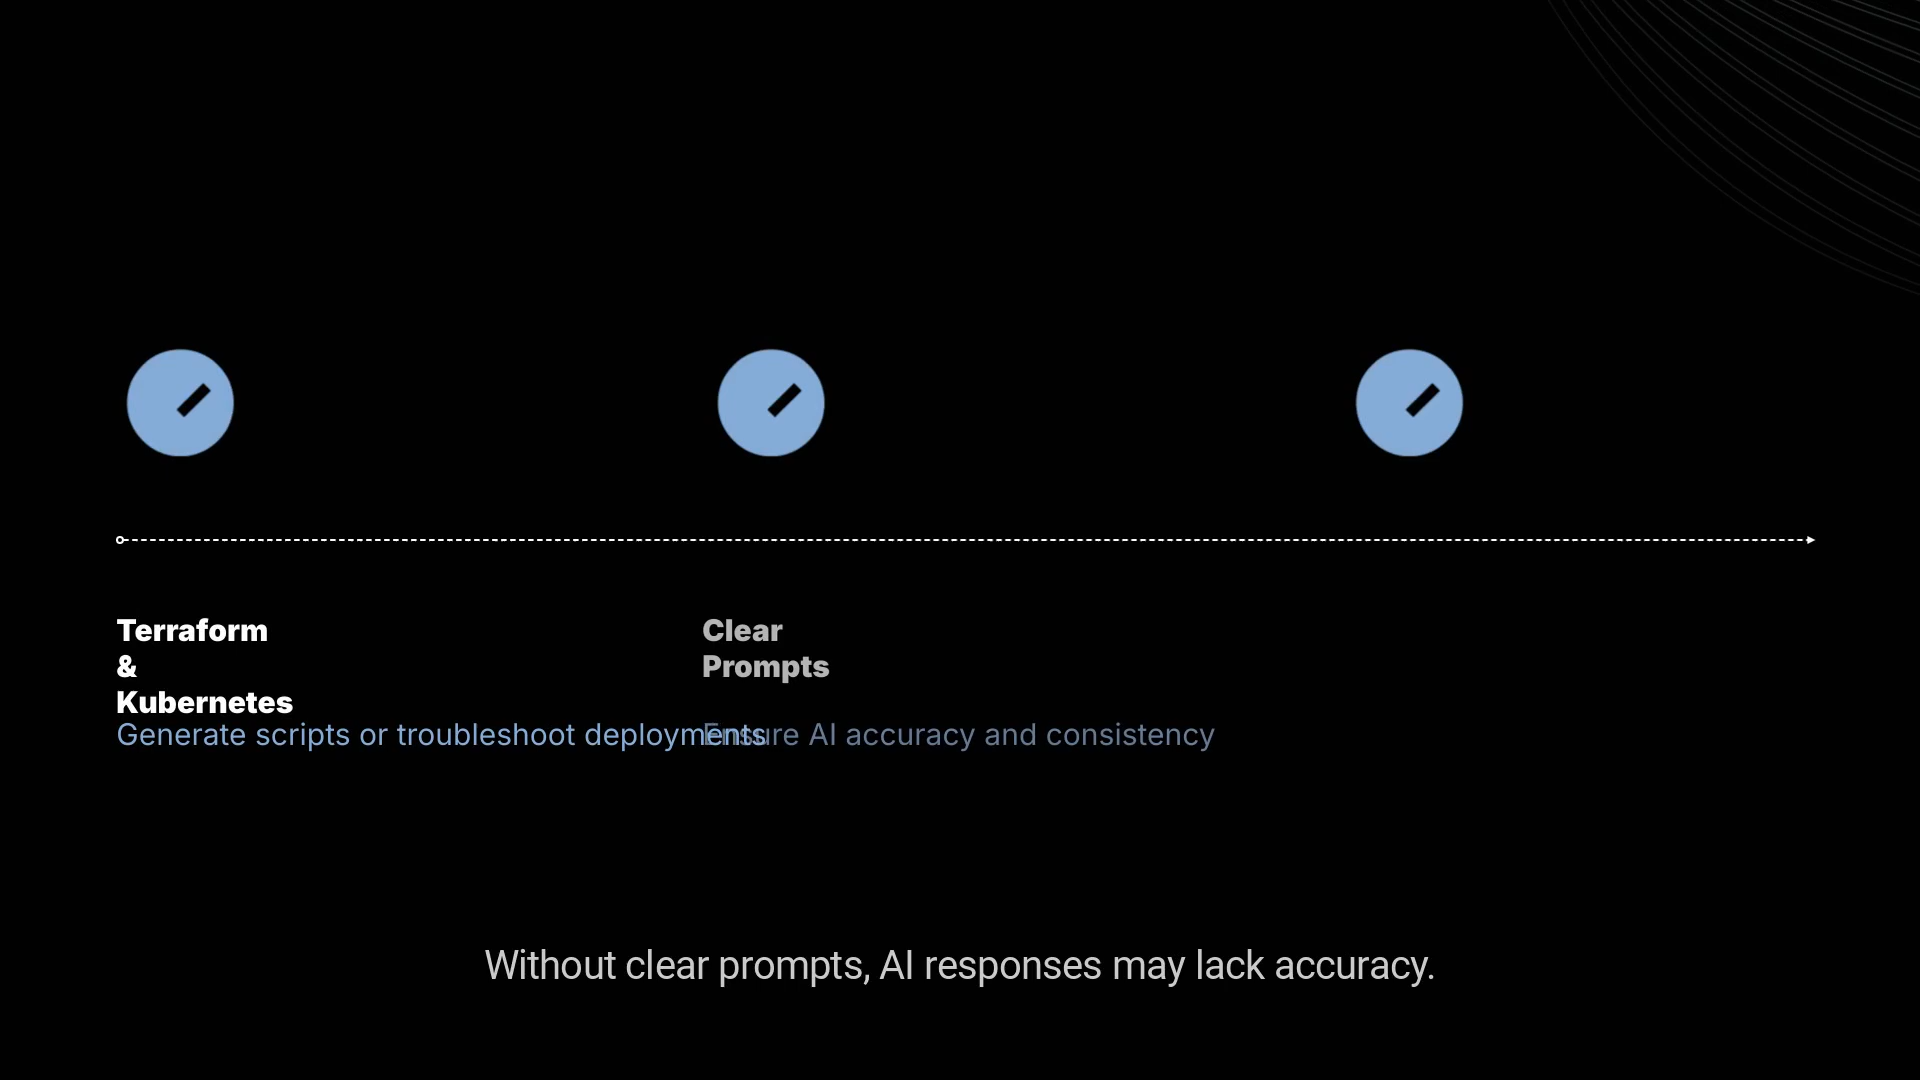 Terraform
&
Kubernetes
Generate scripts or troubleshoot deployments
Clear
Prompts
Ensure AI accuracy and consistency
Without clear prompts, AI responses may lack accuracy.